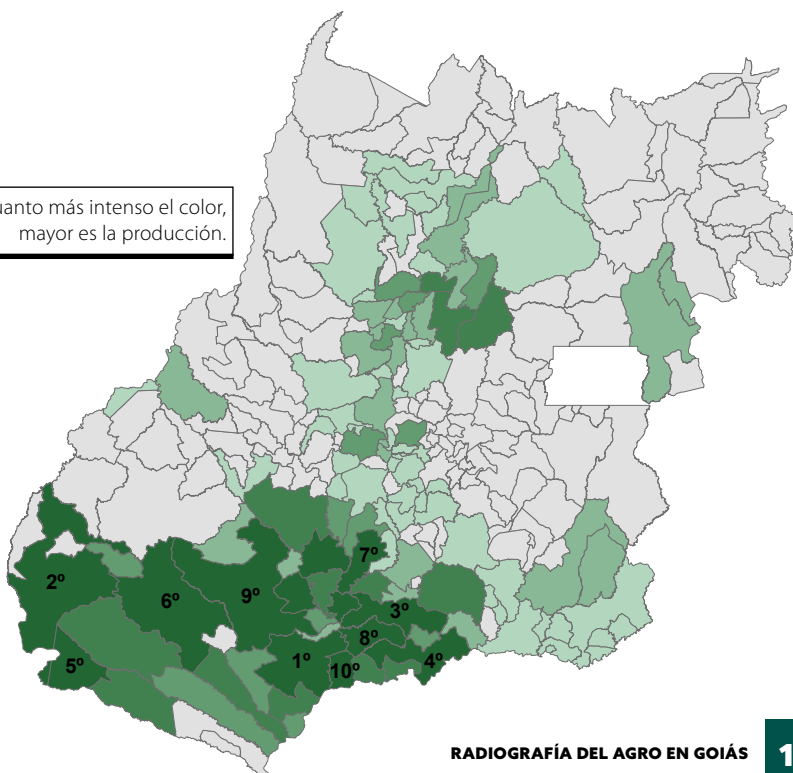 uanto más intenso el color,
mayor es la producción.
7º
2º
6º
9º
3º
8º
1º
5º
10º
4º
RADIOGRAFÍA DEL AGRO EN GOIÁS
1